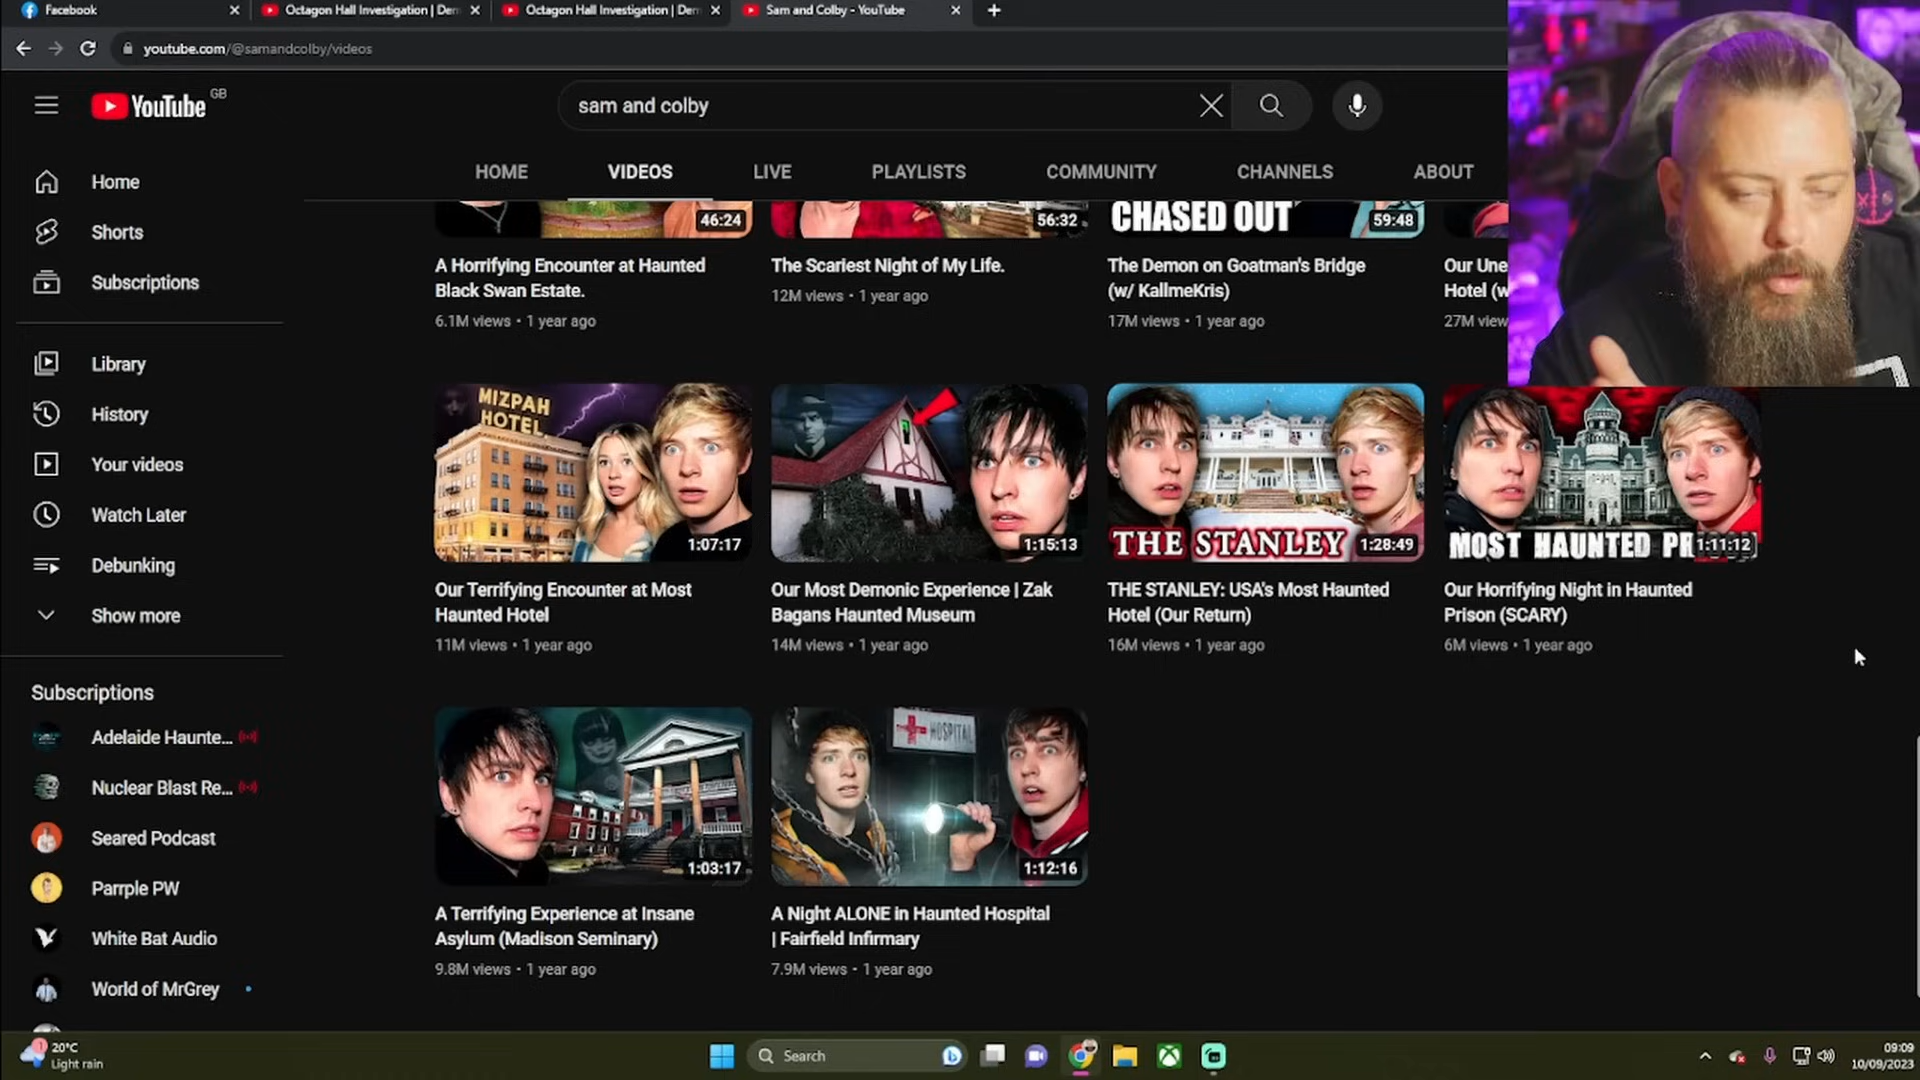 Facebook
Octagon Hall Investigation | Den
Octagon Hall Investigation | Den
Sam and Colby - YouTube
youtube.com/@samandcolby/videos
YouTube
GB
sam and colby
HOME
VIDEOS
LIVE
PLAYLISTS
COMMUNITY
CHANNELS
ABOUT
Home
Shorts
Subscriptions
Library
History
Your videos
Watch Later
Debunking
Show more
Subscriptions
Adelaide Haunte...
Nuclear Blast Re...
Seared Podcast
Parrple PW
White Bat Audio
World of MrGrey
46:24
A Horrifying Encounter at Haunted
Black Swan Estate.
6.1M views • 1 year ago
56:32
The Scariest Night of My Life.
12M views • 1 year ago
CHASED OUT
59:48
The Demon on Goatman's Bridge
(w/ KallmeKris)
17M views • 1 year ago
Our Une
Hotel (w
27M view
MIZPAH
HOTEL
1:07:17
Our Terrifying Encounter at Most
Haunted Hotel
11M views • 1 year ago
1:15:13
Our Most Demonic Experience | Zak
Bagans Haunted Museum
14M views • 1 year ago
THE STANLEY
1:28:49
THE STANLEY: USA's Most Haunted
Hotel (Our Return)
16M views • 1 year ago
MOST HAUNTED PR
1:11:12
Our Horrifying Night in Haunted
Prison (SCARY)
6M views • 1 year ago
1:03:17
A Terrifying Experience at Insane
Asylum (Madison Seminary)
9.8M views • 1 year ago
HOSPITAL
1:12:16
A Night ALONE in Haunted Hospital
| Fairfield Infirmary
7.9M views • 1 year ago
1
20°C
Light rain
Search
09:09
10/09/2023